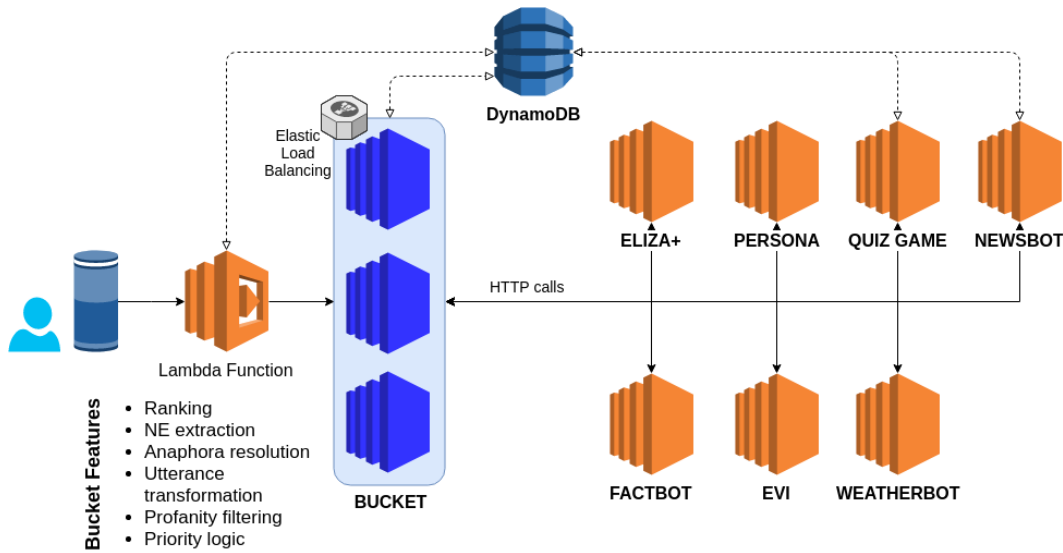 DynamoDB
Elastic
Load
Balancing
ELIZA+
PERSONA
QUIZ GAME
NEWSBOT
HTTP calls
Lambda Function
BUCKET
FACTBOT
EVI
WEATHERBOT
Bucket Features
• Ranking
• NE extraction
• Anaphora resolution
• Utterance
transformation
• Profanity filtering
• Priority logic